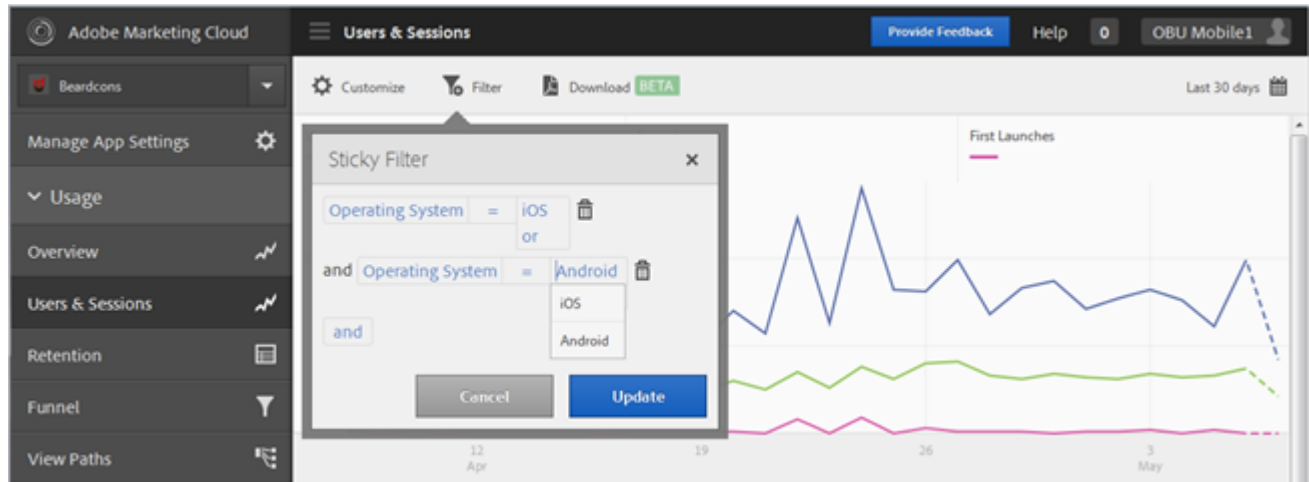 Adobe Marketing Cloud
Users & Sessions
Provide Feedback
Help
0
OBU Mobile1
Beardcons
Customize
Filter
Download BETA
Last 30 days
Manage App Settings
Usage
Overview
Users & Sessions
Retention
Funnel
View Paths
Sticky Filter
×
Operating System = iOS
or
and Operating System = Android
iOS
Android
and
Cancel
Update
First Launches
12
Apr
19
26
3
May